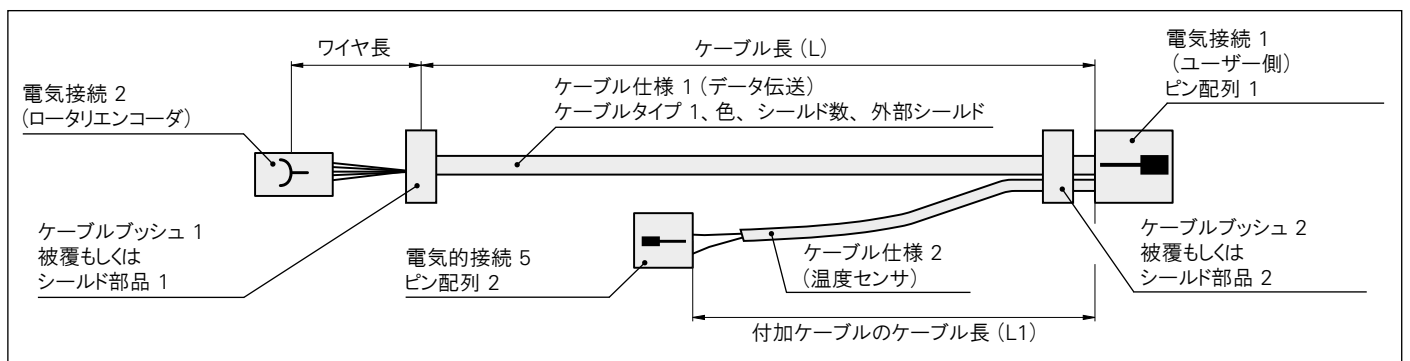 ワイヤ長
ケーブル長 (L)
電気接続 1
(ユーザー側)
ピン配列 1
電気接続 2
(ロータリエンコーダ)
ケーブル仕様 1 (データ伝送)
ケーブルタイプ 1、色、シールド数、外部シールド
ケーブルブッシュ 1
被覆もしくは
シールド部品 1
電気的接続 5
ピン配列 2
ケーブル仕様 2
(温度センサ)
ケーブルブッシュ 2
被覆もしくは
シールド部品 2
付加ケーブルのケーブル長 (L1)